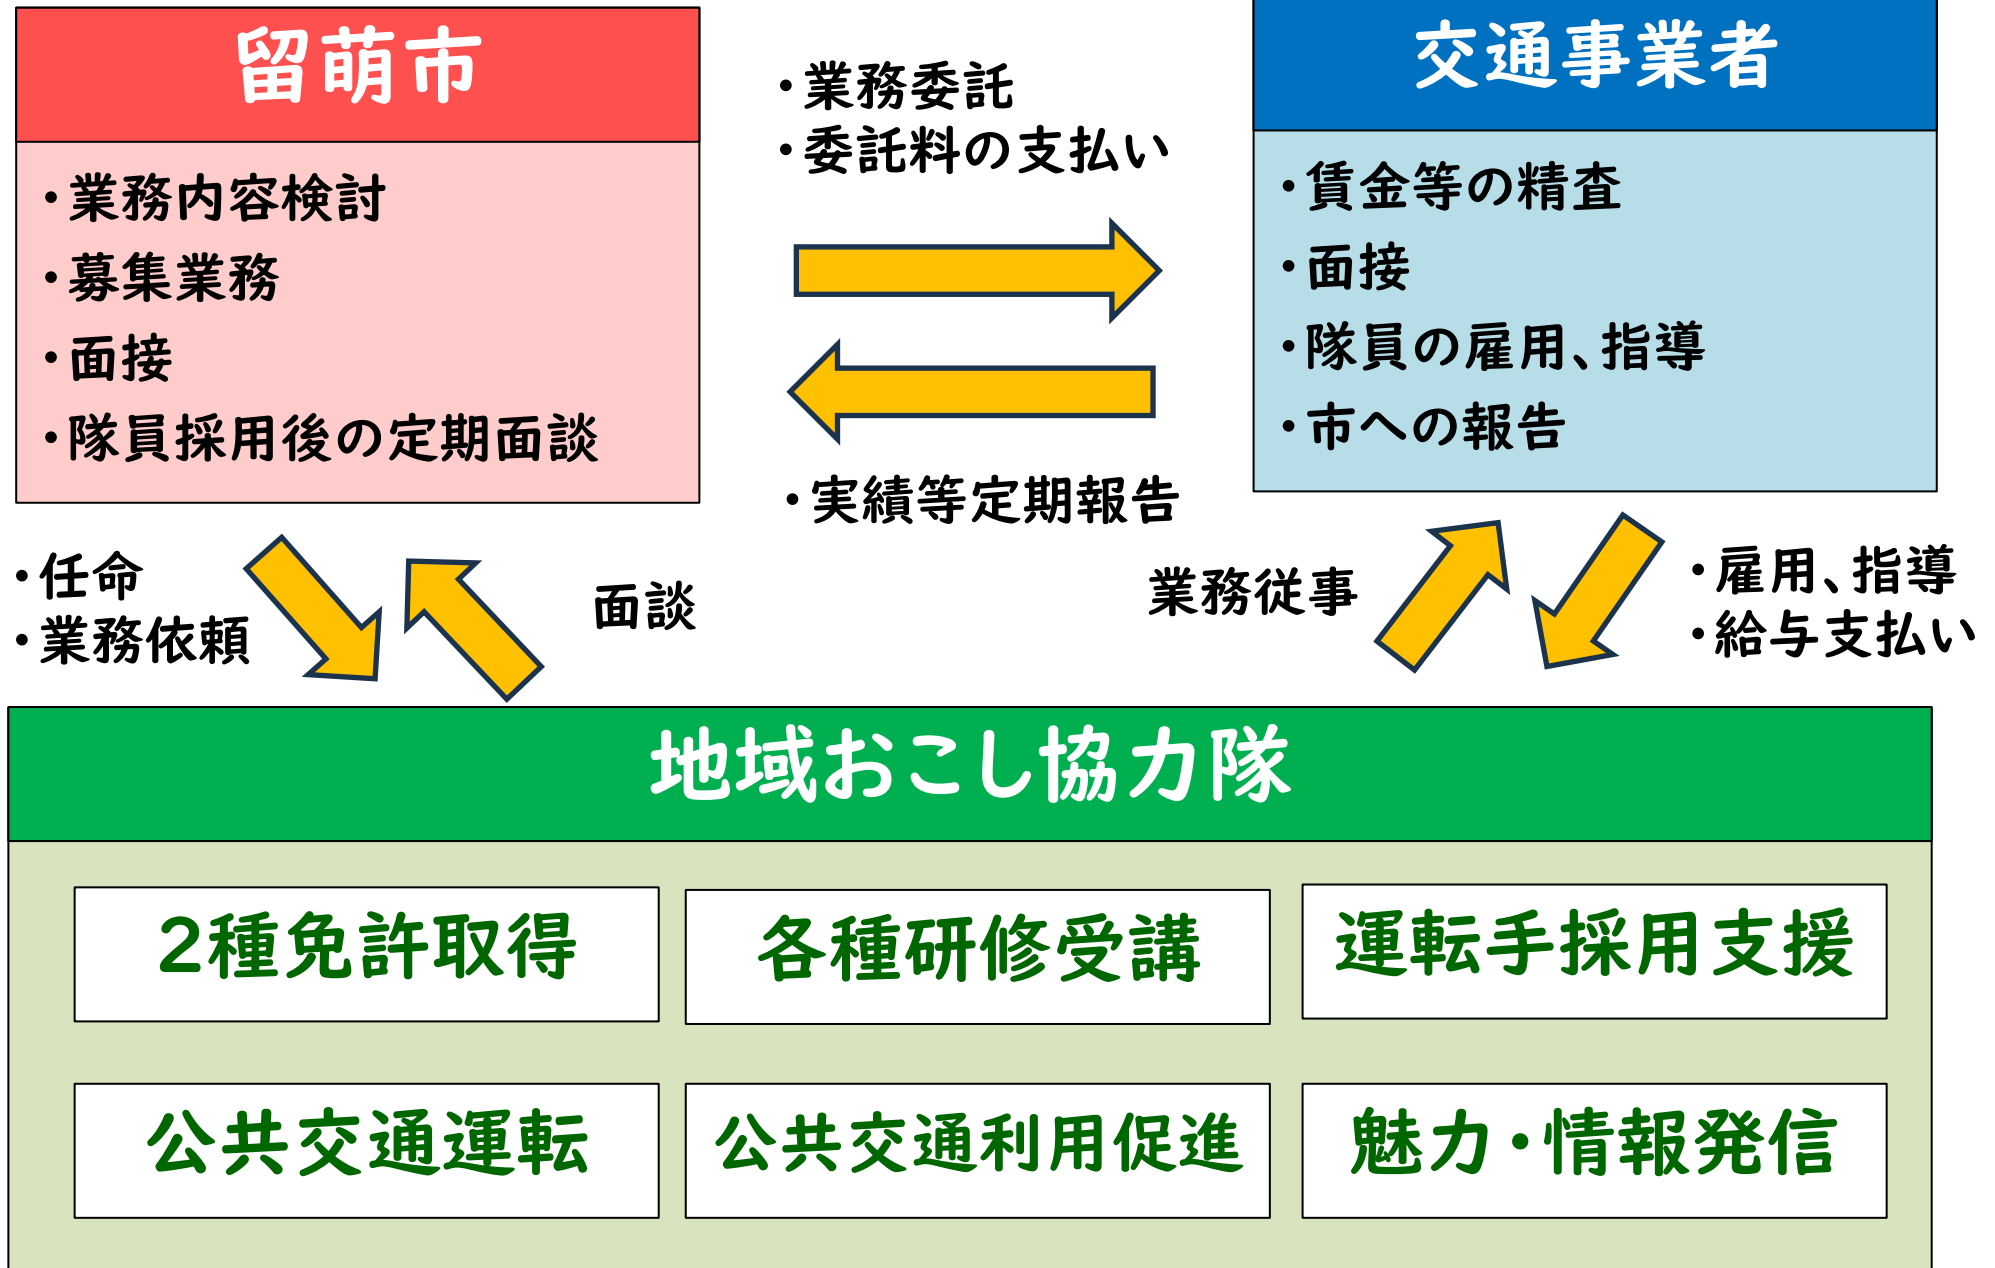 留萌市
・業務内容検討
・募集業務
・面接
・隊員採用後の定期面談
・業務委託
・委託料の支払い
・実績等定期報告
交通事業者
・賃金等の精査
・面接
・隊員の雇用、指導
・市への報告
・任命
・業務依頼
面談
業務従事
・雇用、指導
・給与支払い
地域おこし協力隊
2種免許取得
各種研修受講
運転手採用支援
公共交通運転
公共交通利用促進
魅力・情報発信